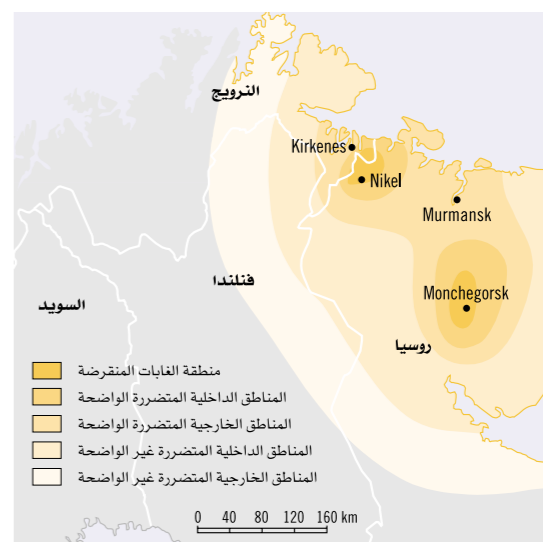 النرويج
Kirkenes
Nikel
Murmansk
فنلندا
السويد
Monchegorsk
روسيا
منطقة الغابات المنقرضة
المناطق الداخلية المتضررة الواضحة
المناطق الخارجية المتضررة الواضحة
المناطق الداخلية المتضررة غير الواضحة
المناطق الخارجية المتضررة غير الواضحة
0 40 80 120 160 km